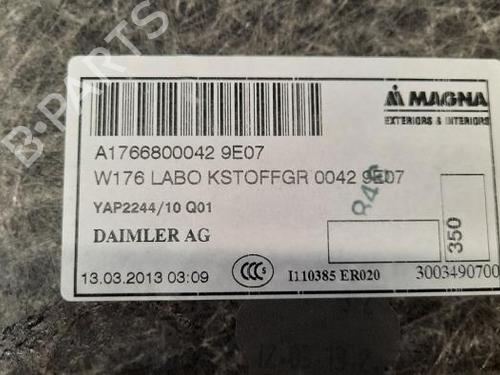 B-PARTS
MAGNA
EXTERIORS & INTERIORS
A1766800042 9E07
W176 LABO KSTOFFGR 0042 9E07
YAP2244/10 Q01
DAIMLER AG
350
13.03.2013 03:09
CCC S
I110385 ER020
3003490700